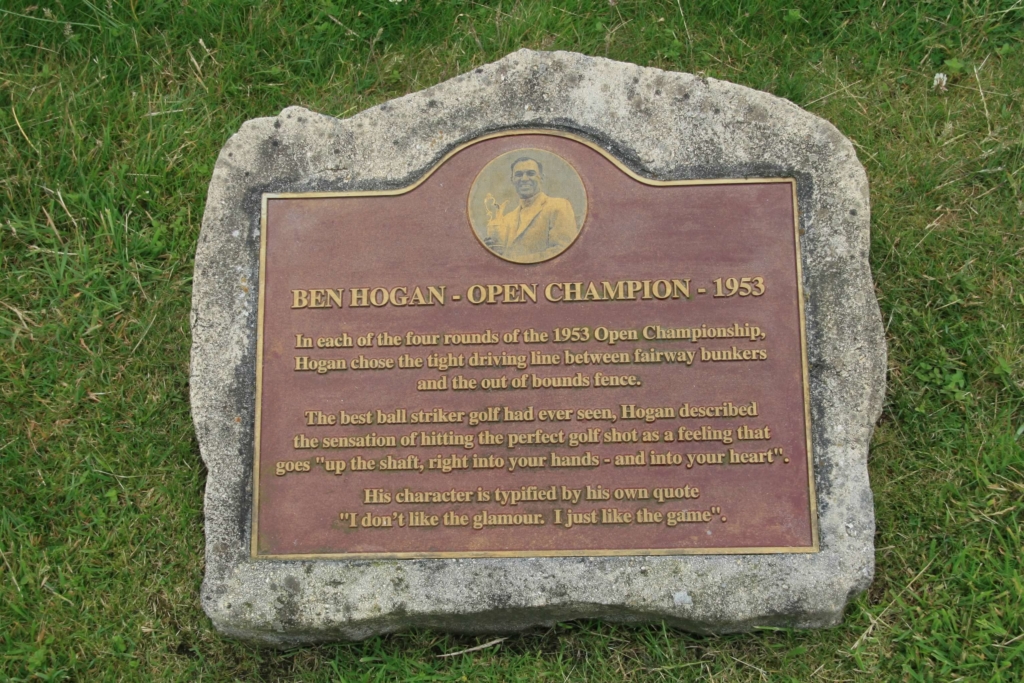 BEN HOGAN - OPEN CHAMPION - 1953
In each of the four rounds of the 1953 Open Championship,
Hogan chose the tight driving line between fairway bunkers
and the out of bounds fence.
The best ball striker golf had ever seen, Hogan described
the sensation of hitting the perfect golf shot as a feeling that
goes "up the shaft, right into your hands - and into your heart".
His character is typified by his own quote
"I don't like the glamour.  I just like the game".